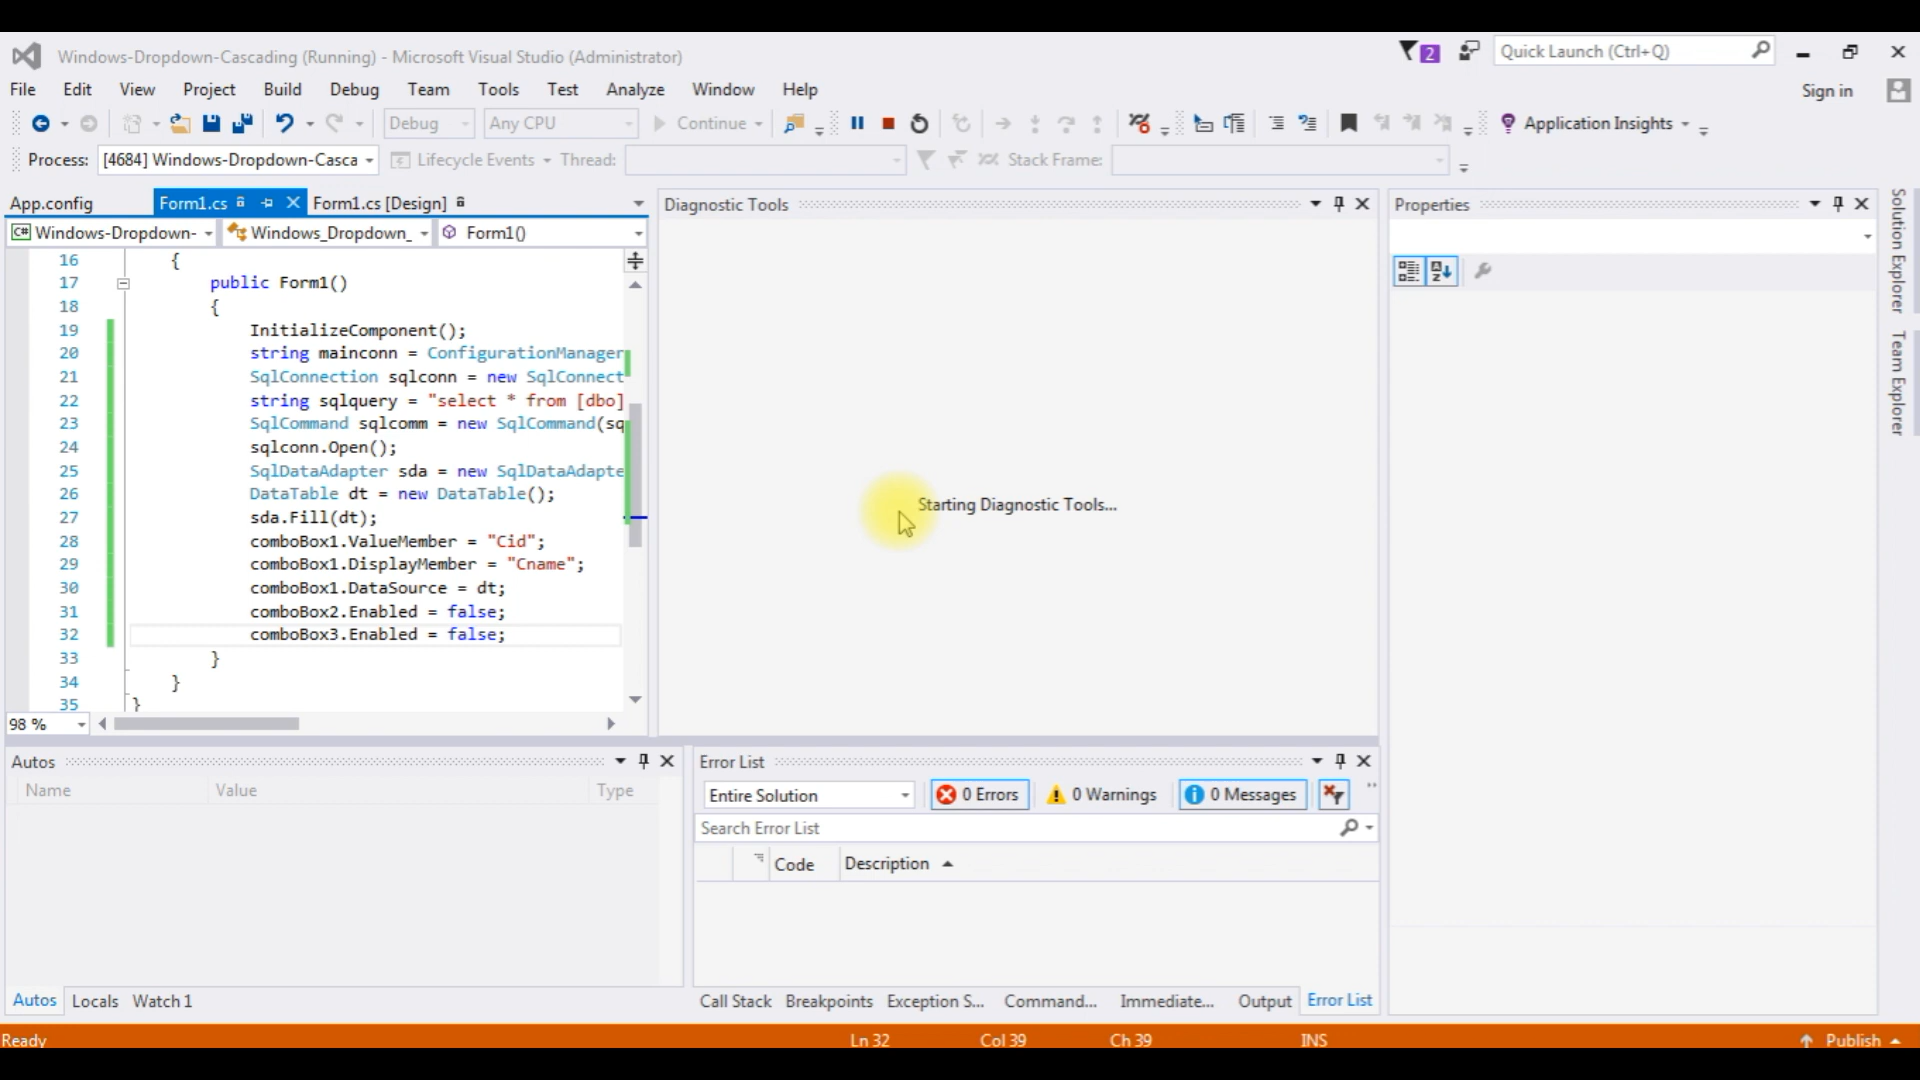 Windows-Dropdown-Cascading (Running) - Microsoft Visual Studio (Administrator)
2
Quick Launch (Ctrl+Q)
File Edit View Project Build Debug Team Tools Test Analyze Window Help
Sign in
Debug Any CPU Continue Application Insights
Process: [4684] Windows-Dropdown-Casca Lifecycle Events Thread: Stack Frame:
App.config Form1.cs Form1.cs [Design]
Diagnostic Tools
Properties
Solution Explorer
Team Explorer
C# Windows-Dropdown- Windows_Dropdown_ Form1()
16 {
17 public Form1()
18 {
19 InitializeComponent();
20 string mainconn = ConfigurationManager
21 SqlConnection sqlconn = new SqlConnect
22 string sqlquery = "select * from [dbo]
23 SqlCommand sqlcomm = new SqlCommand(sq
24 sqlconn.Open();
25 SqlDataAdapter sda = new SqlDataAdapte
26 DataTable dt = new DataTable();
27 sda.Fill(dt);
28 comboBox1.ValueMember = "Cid";
29 comboBox1.DisplayMember = "Cname";
30 comboBox1.DataSource = dt;
31 comboBox2.Enabled = false;
32 comboBox3.Enabled = false;
33 }
34 }
35 }
98 %
Starting Diagnostic Tools...
Autos
Name Value Type
Autos Locals Watch 1
Error List
Entire Solution 0 Errors 0 Warnings 0 Messages
Search Error List
Code Description
Call Stack Breakpoints Exception S... Command... Immediate... Output Error List
Ready Ln 32 Col 39 Ch 39 INS Publish